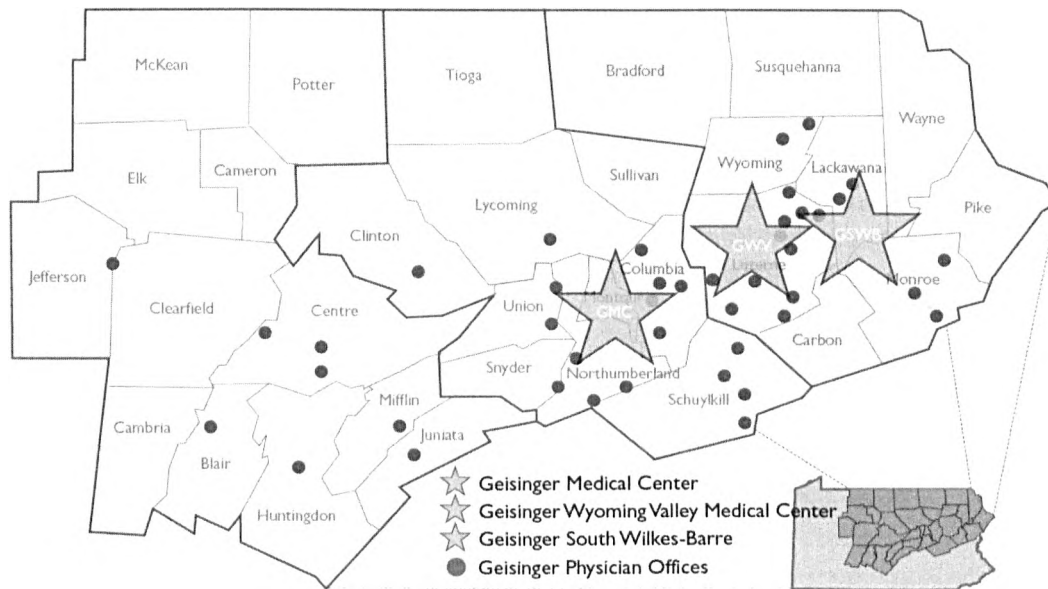 McKean
Potter
Tioga
Bradford
Susquehanna
Wayne
Elk
Cameron
Sullivan
Wyoming
Lackawana
Lycoming
Pike
Clinton
GWV
GSWB
Jefferson
Columbia
Luzerne
Monroe
Clearfield
Centre
Union
Montour
GMC
Carbon
Snyder
Northumberland
Mifflin
Schuylkill
Cambria
Juniata
Blair
Huntingdon
Geisinger Medical Center
Geisinger Wyoming Valley Medical Center
Geisinger South Wilkes-Barre
Geisinger Physician Offices